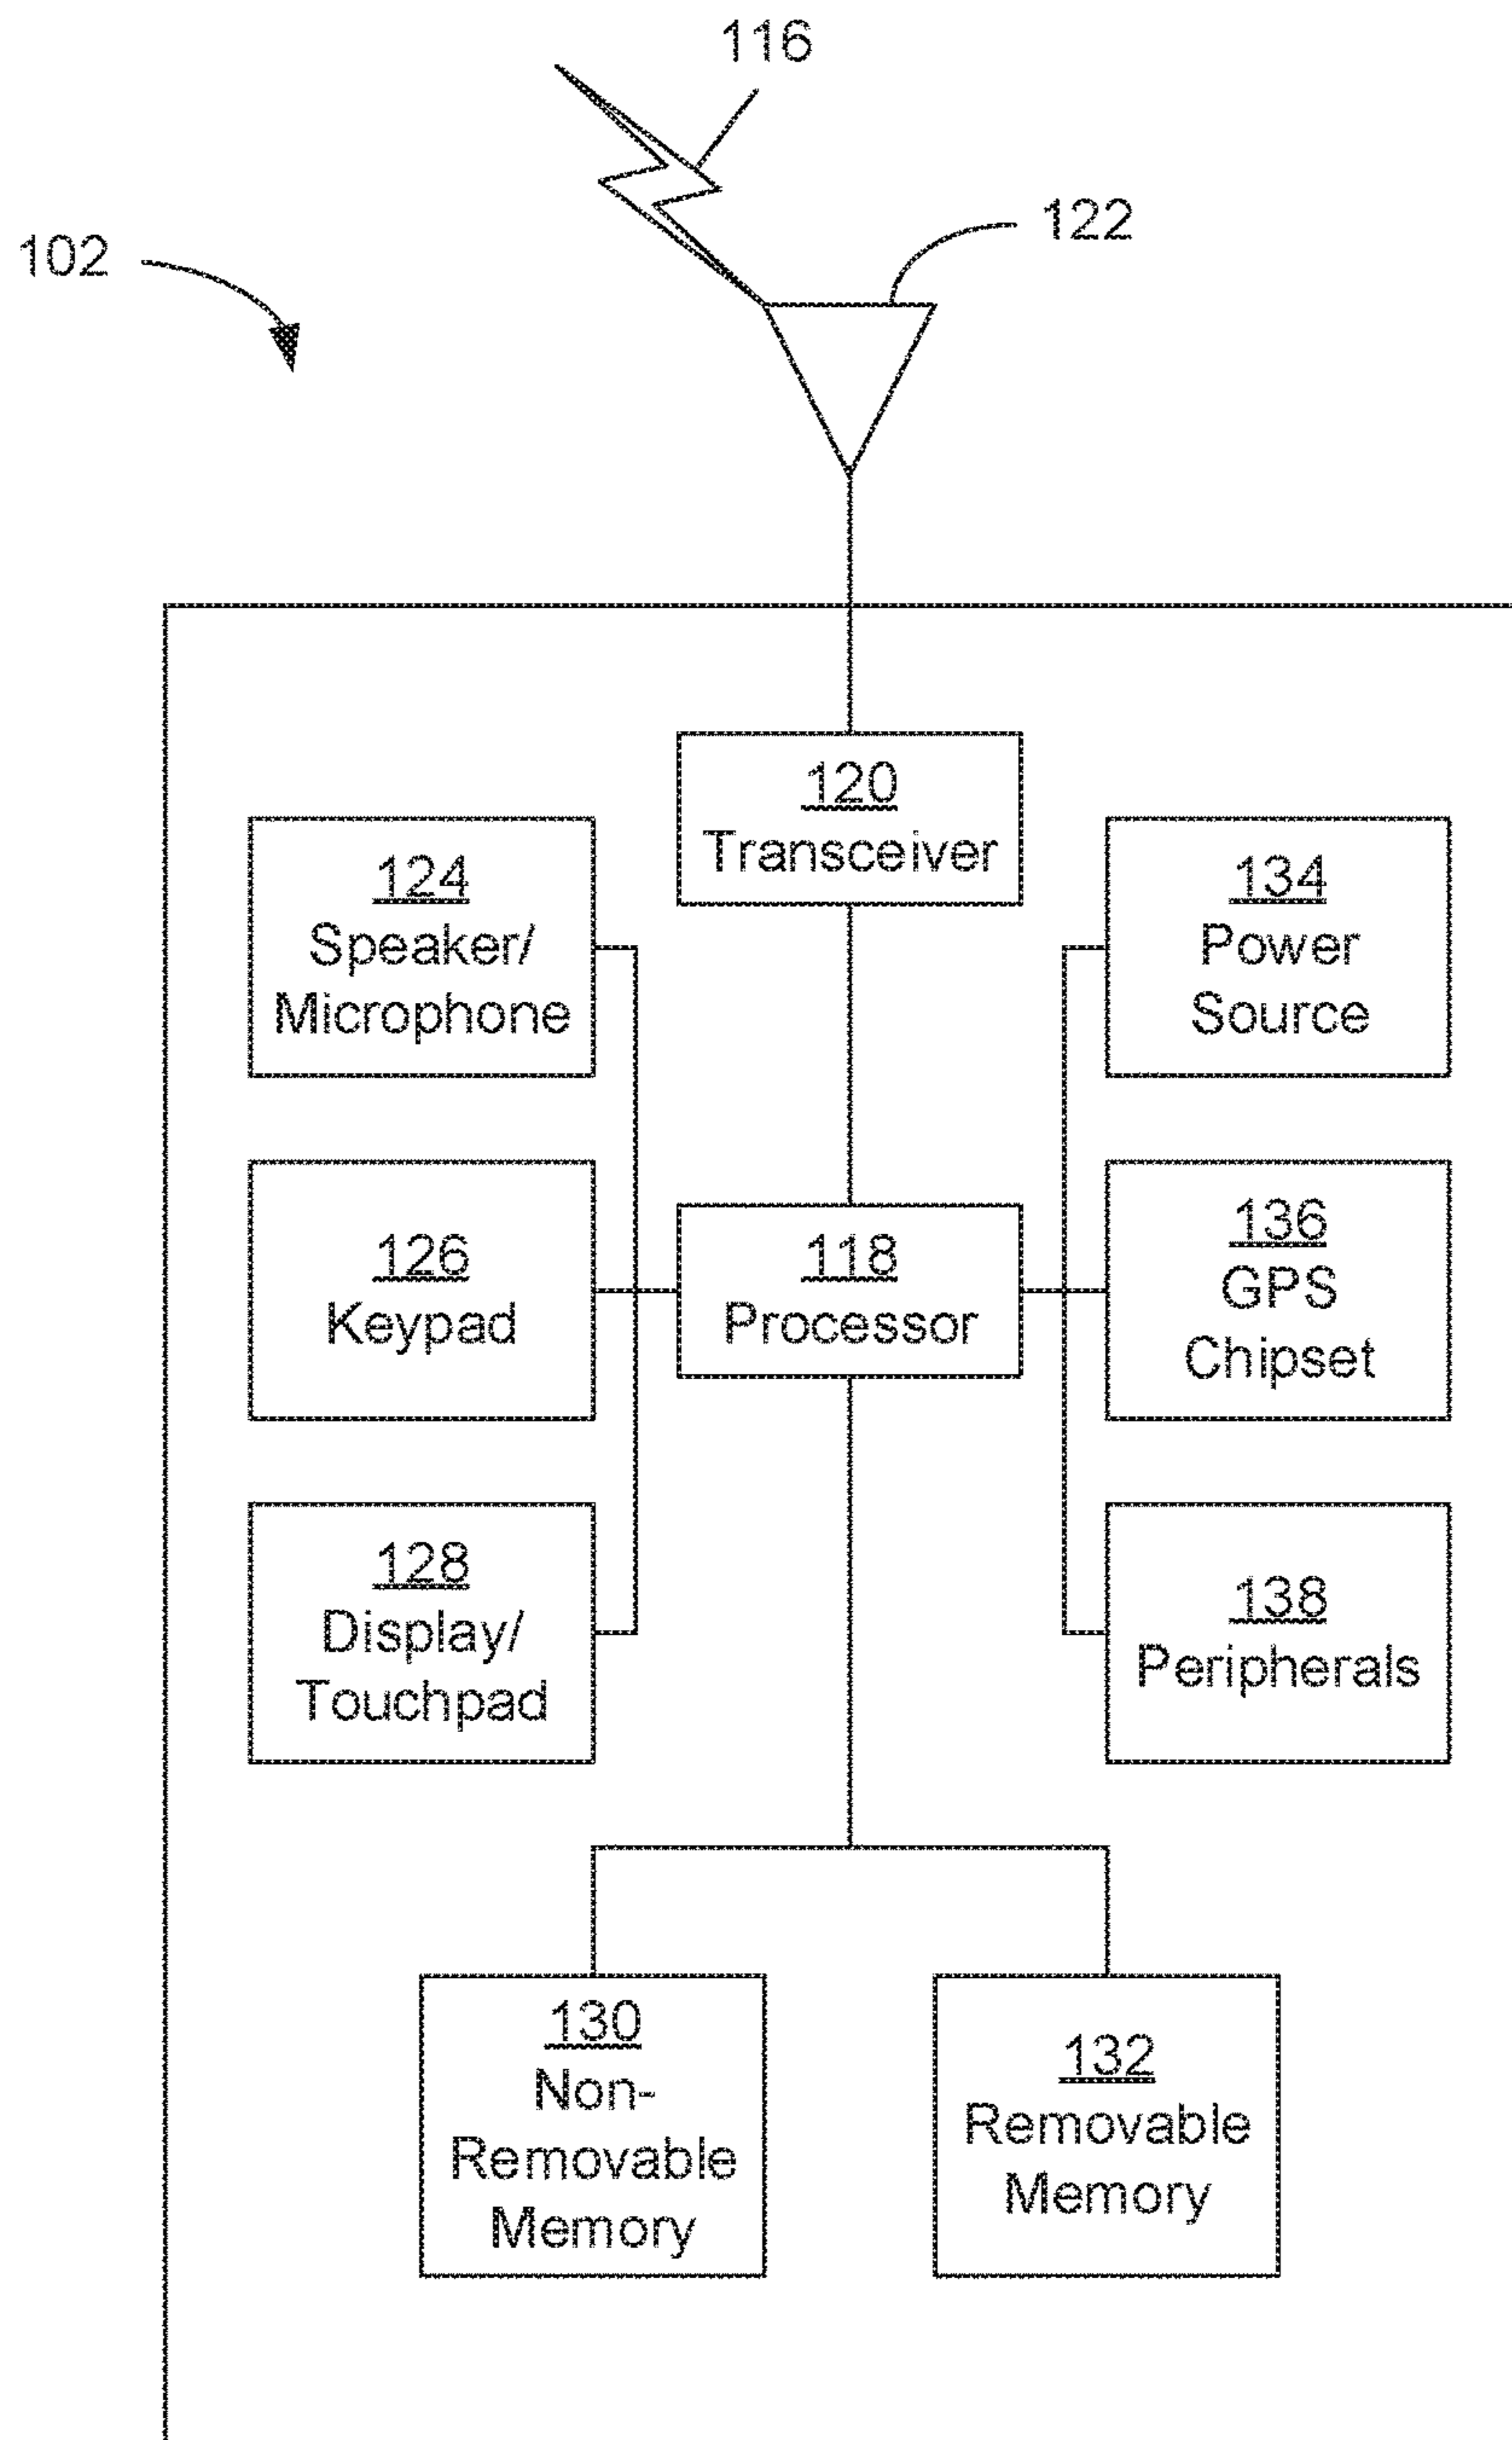 116
122
102
120
Transceiver
124
Speaker/
Microphone
134
Power
Source
126
Keypad
118
Processor
136
GPS
Chipset
128
Display/
Touchpad
138
Peripherals
130
Non-
Removable
Memory
132
Removable
Memory